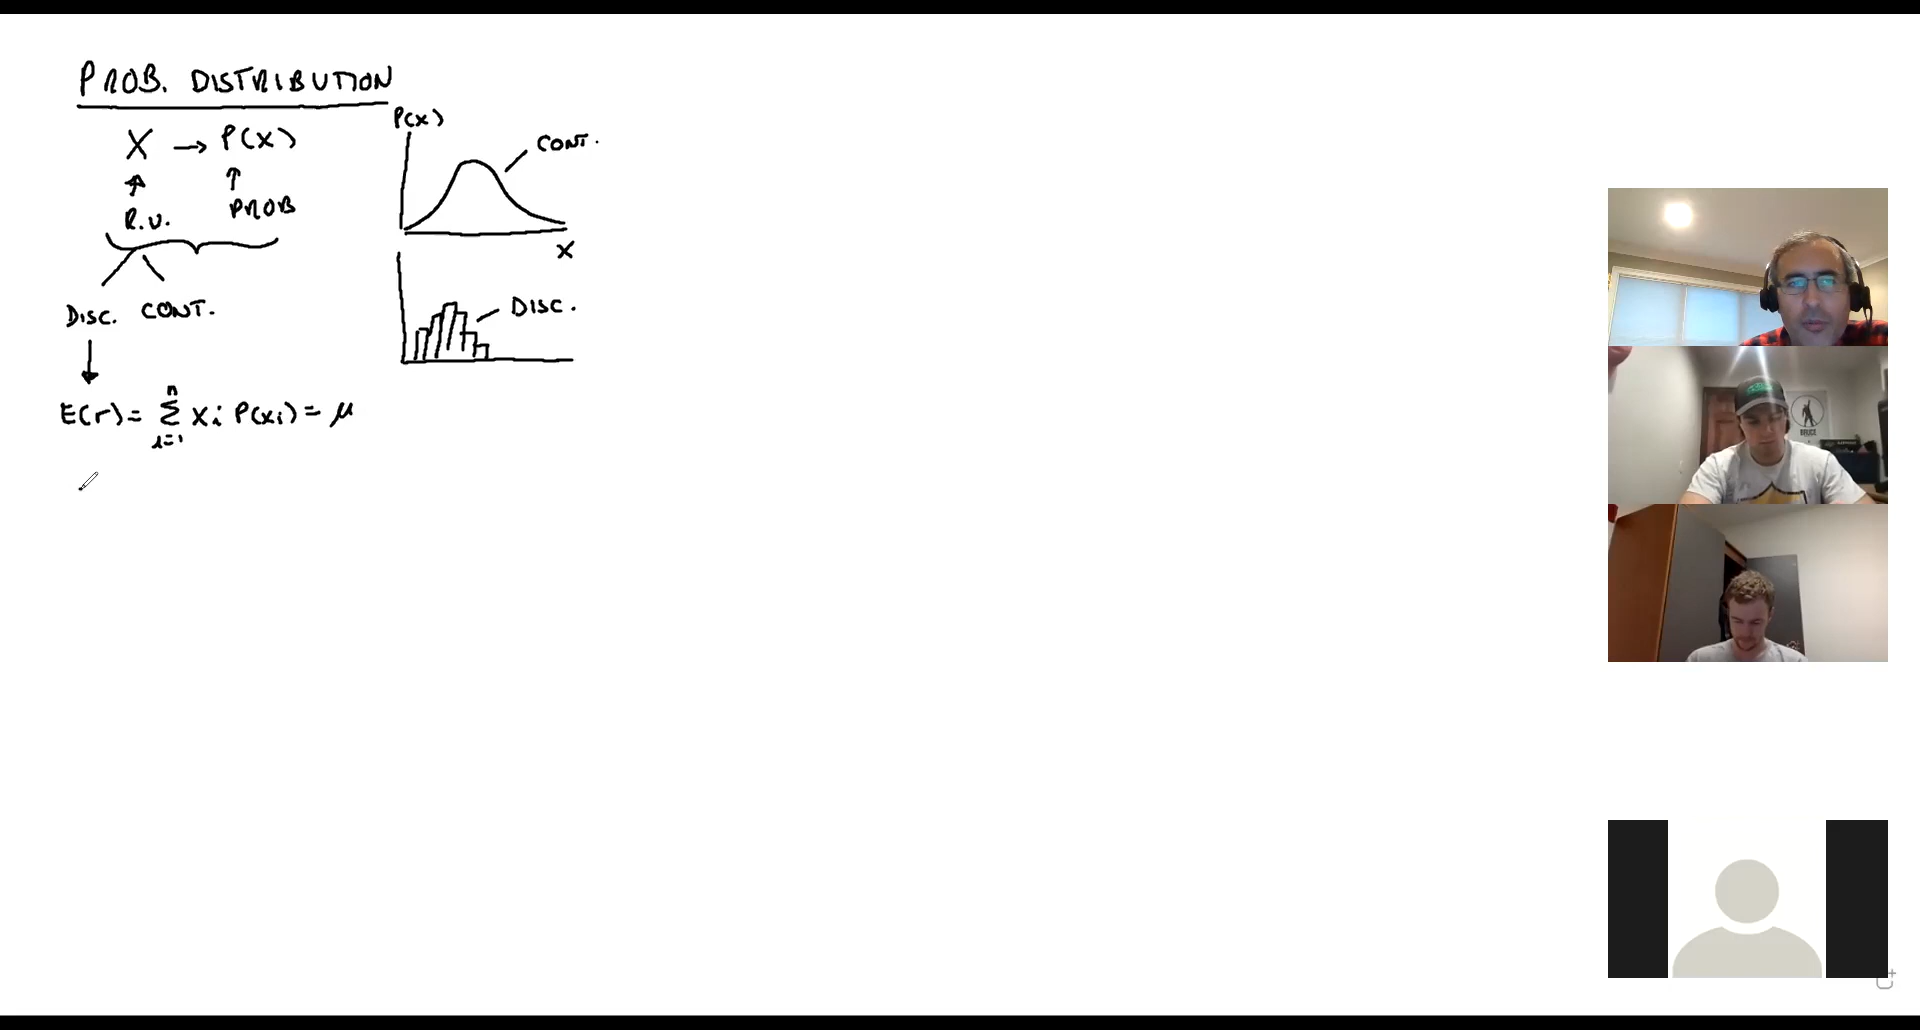 PROB. DISTRIBUTION
X → P(X)
R.V.
PROB
DISC. CONT.
E(r) = n Σ i=1 xi P(xi) = μ
P(x)
CONT.
X
DISC.